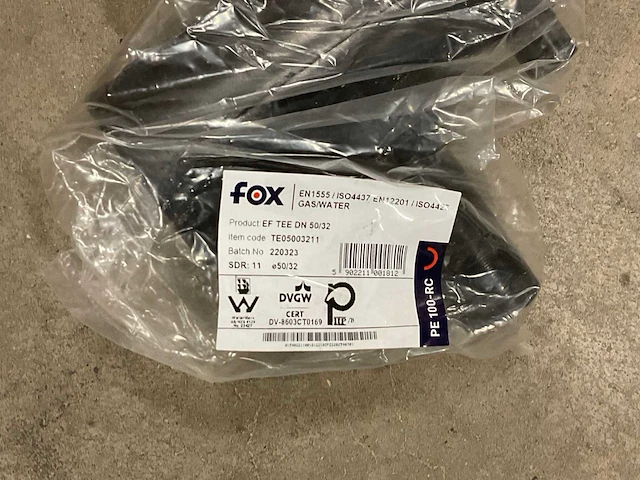 fox
EN1555 / ISO4437 EN12201 / ISO4427
GAS/WATER
Product: EF TEE DN 50/32
Item code TE05003211
Batch No 220323
SDR: 11 ø50/32
5 902211 001812
DVGW
CERT
DV-8603CT0169
PE 100-RC